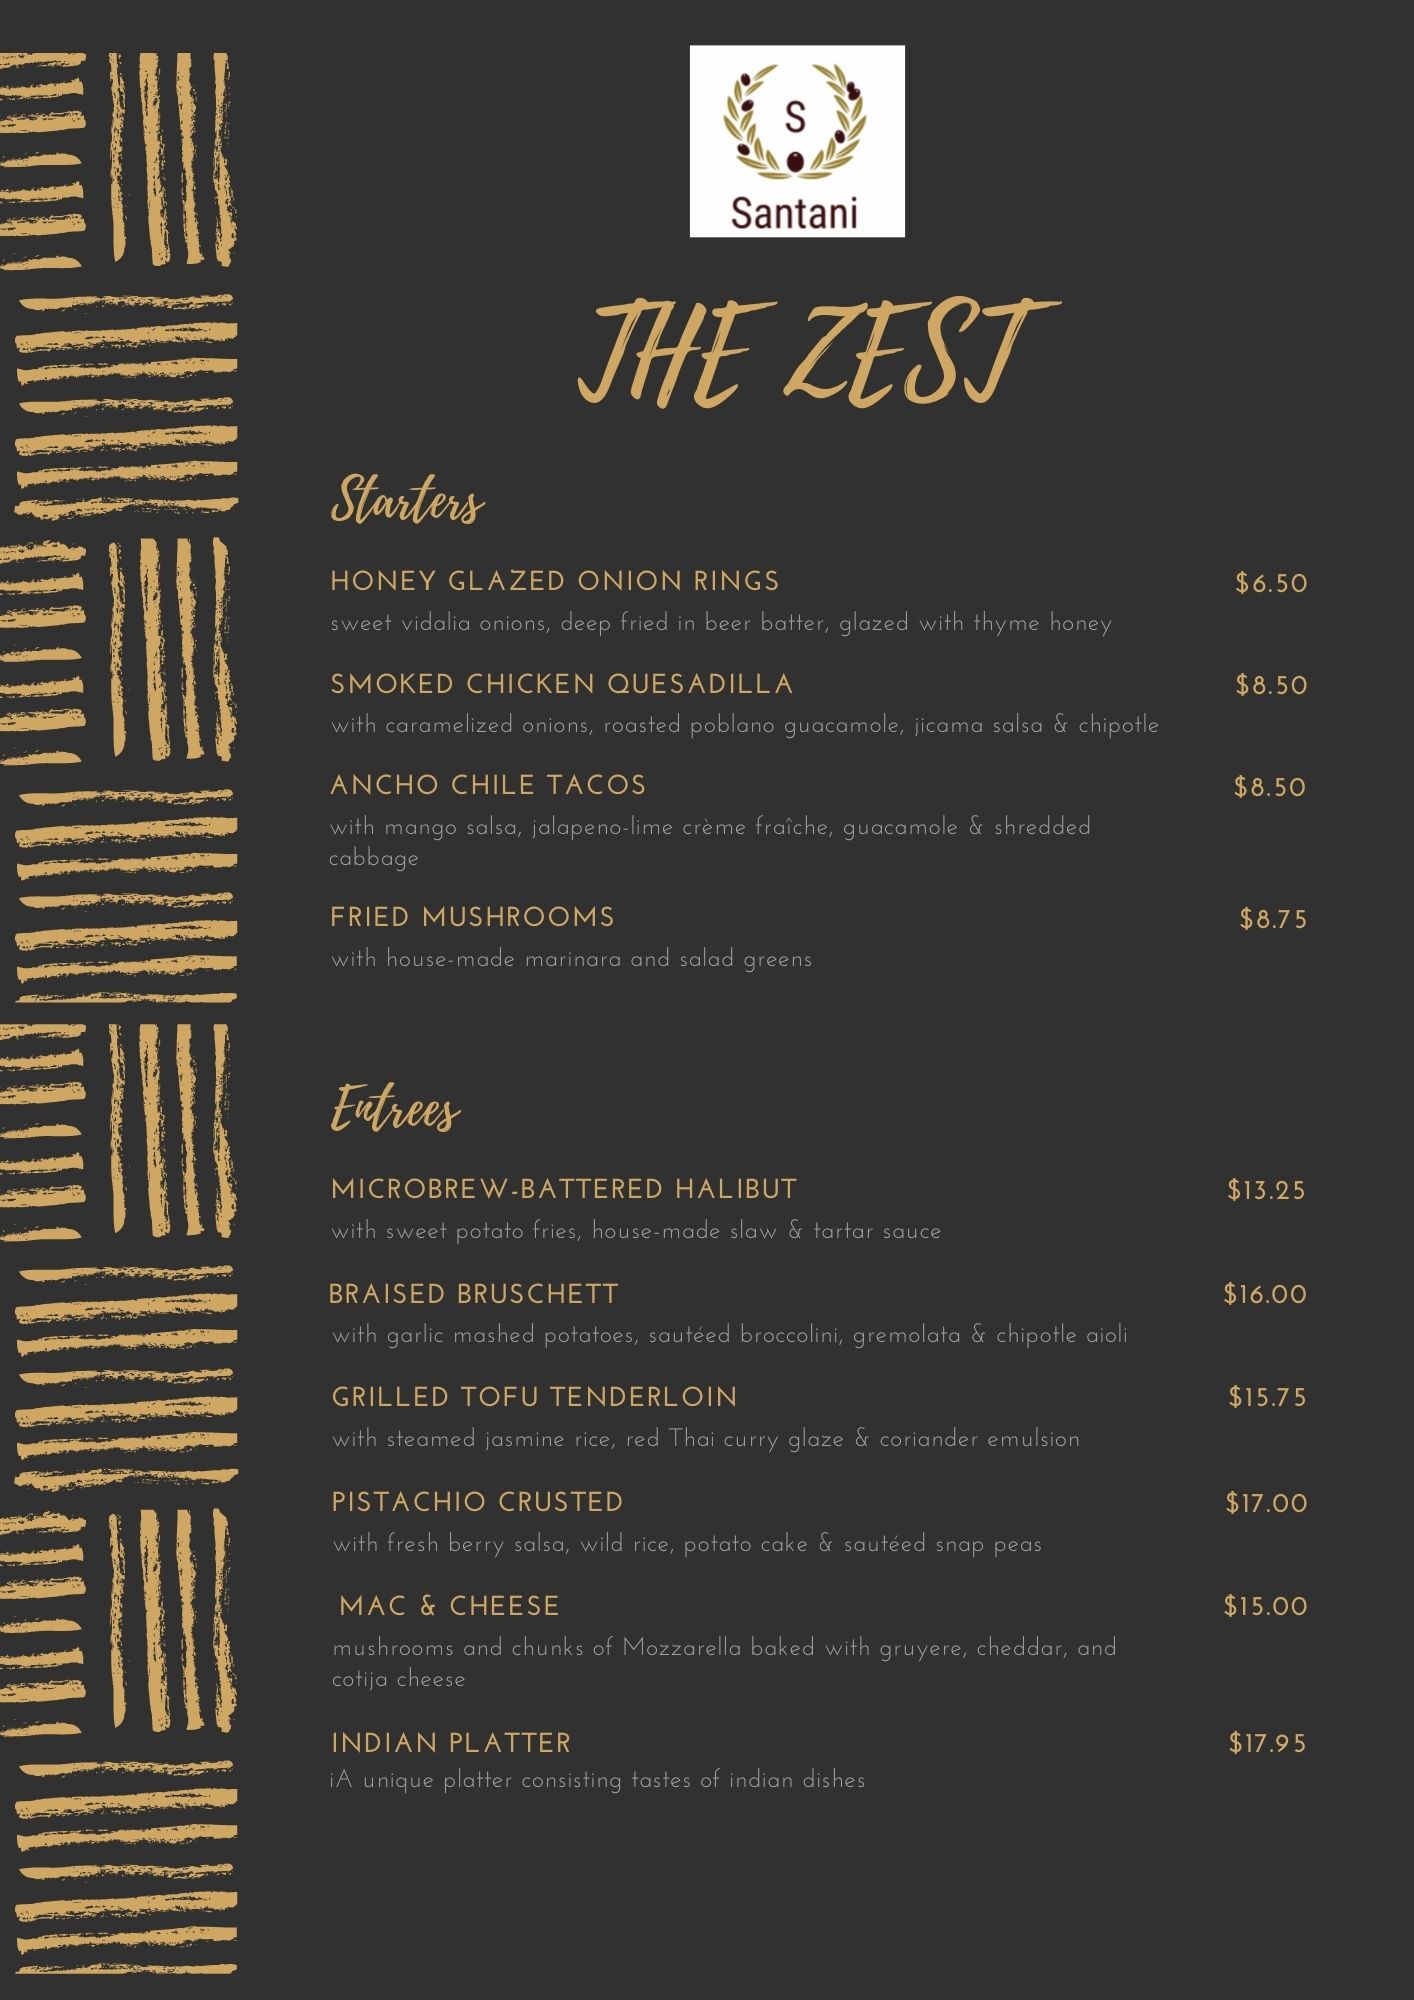 S
Santani
THE ZEST
Starters
HONEY GLAZED ONION RINGS $6.50
sweet vidalia onions, deep fried in beer batter, glazed with thyme honey
SMOKED CHICKEN QUESADILLA $8.50
with caramelized onions, roasted poblano guacamole, jicama salsa & chipotle
ANCHO CHILE TACOS $8.50
with mango salsa, jalapeno-lime crème fraîche, guacamole & shredded
cabbage
FRIED MUSHROOMS $8.75
with house-made marinara and salad greens
Entrees
MICROBREW-BATTERED HALIBUT $13.25
with sweet potato fries, house-made slaw & tartar sauce
BRAISED BRUSCHETT $16.00
with garlic mashed potatoes, sautéed broccolini, gremolata & chipotle aioli
GRILLED TOFU TENDERLOIN $15.75
with steamed jasmine rice, red Thai curry glaze & coriander emulsion
PISTACHIO CRUSTED $17.00
with fresh berry salsa, wild rice, potato cake & sautéed snap peas
MAC & CHEESE $15.00
mushrooms and chunks of Mozzarella baked with gruyere, cheddar, and
cotija cheese
INDIAN PLATTER $17.95
iA unique platter consisting tastes of indian dishes